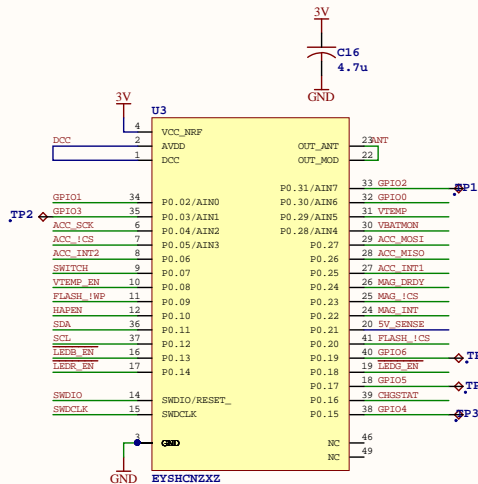 3V
C16
4.7u
GND
3V
U3
4 VCC_NRF
DCC 2 AVDD OUT_ANT 23 ANT
1 DCC OUT_MOD 22
P0.31/AIN7 33 GPIO2 TP1
GPIO1 34 P0.02/AIN0 P0.30/AIN6 32 GPIO0
TP2 GPIO3 35 P0.03/AIN1 P0.29/AIN5 31 VTEMP
ACC_SCK 6 P0.04/AIN2 P0.28/AIN4 30 VBATMON
ACC_!CS 7 P0.05/AIN3 P0.27 29 ACC_MOSI
ACC_INT2 8 P0.06 P0.26 28 ACC_MISO
SWITCH 9 P0.07 P0.25 27 ACC_INT1
VTEMP_EN 10 P0.08 P0.24 26 MAG_DRDY
FLASH_!WP 11 P0.09 P0.23 25 MAG_!CS
HAPEN 12 P0.10 P0.22 24 MAG_INT
SDA 36 P0.11 P0.21 20 5V_SENSE
SCL 37 P0.12 P0.20 41 FLASH_!CS
LEDB_EN 16 P0.13 P0.19 40 GPIO6 TP
LEDR_EN 17 P0.14 P0.18 19 LEDG_EN
P0.17 18 GPIO5 TP
SWDIO 14 SWDIO/RESET_ P0.16 39 CHGSTAT
SWDCLK 15 SWDCLK P0.15 38 GPIO4 TP3
3 GND NC 46
NC 49
GND
EYSHCNZXZ